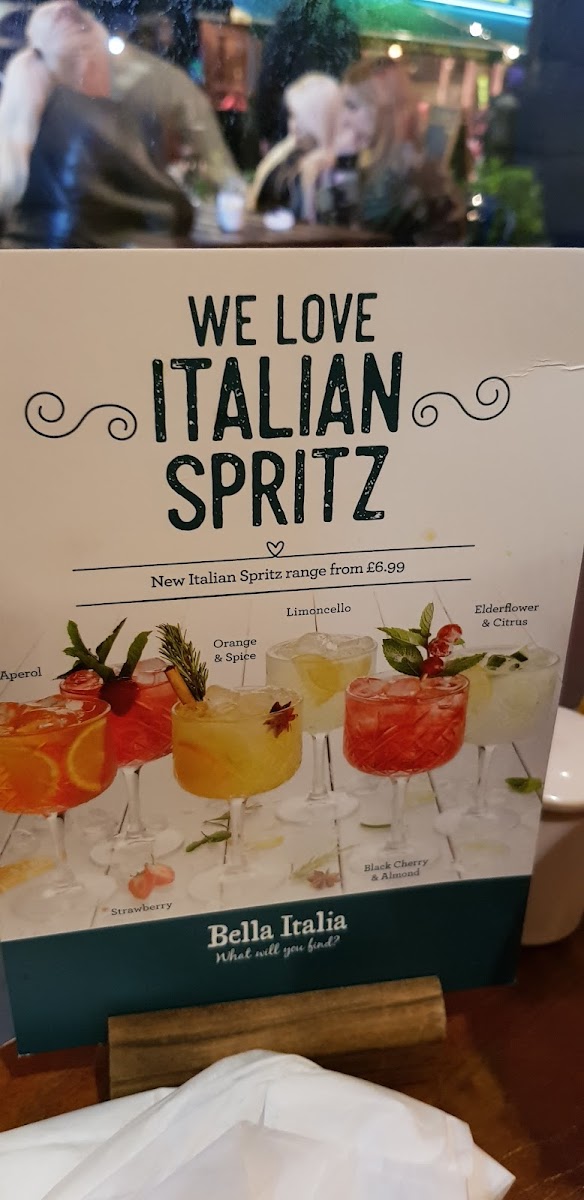 WE LOVE
ITALIAN
SPRITZ
New Italian Spritz range from £6.99
Limoncello
Elderflower
& Citrus
Orange
& Spice
Aperol
Black Cherry
& Almond
Strawberry
Bella Italia
What will you find?